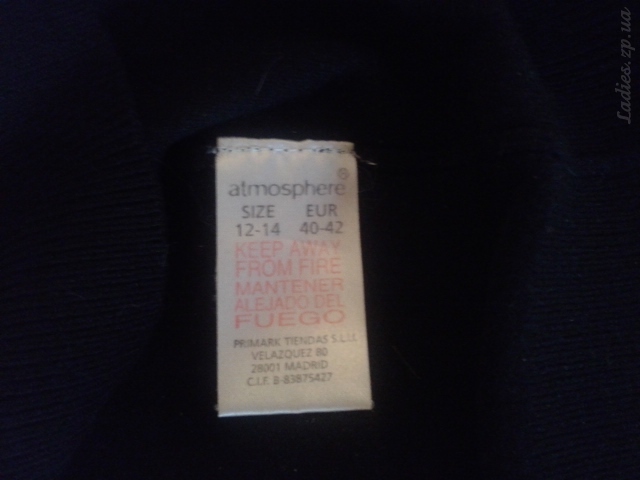 atmosphere®
SIZE EUR
12-14 40-42
KEEP AWAY
FROM FIRE
MANTENER
ALEJADO DEL
FUEGO
PRIMARK TIENDAS S.L.U.
VELAZQUEZ 80
28001 MADRID
C.I.F. B-83875427
Ladies.zp.ua